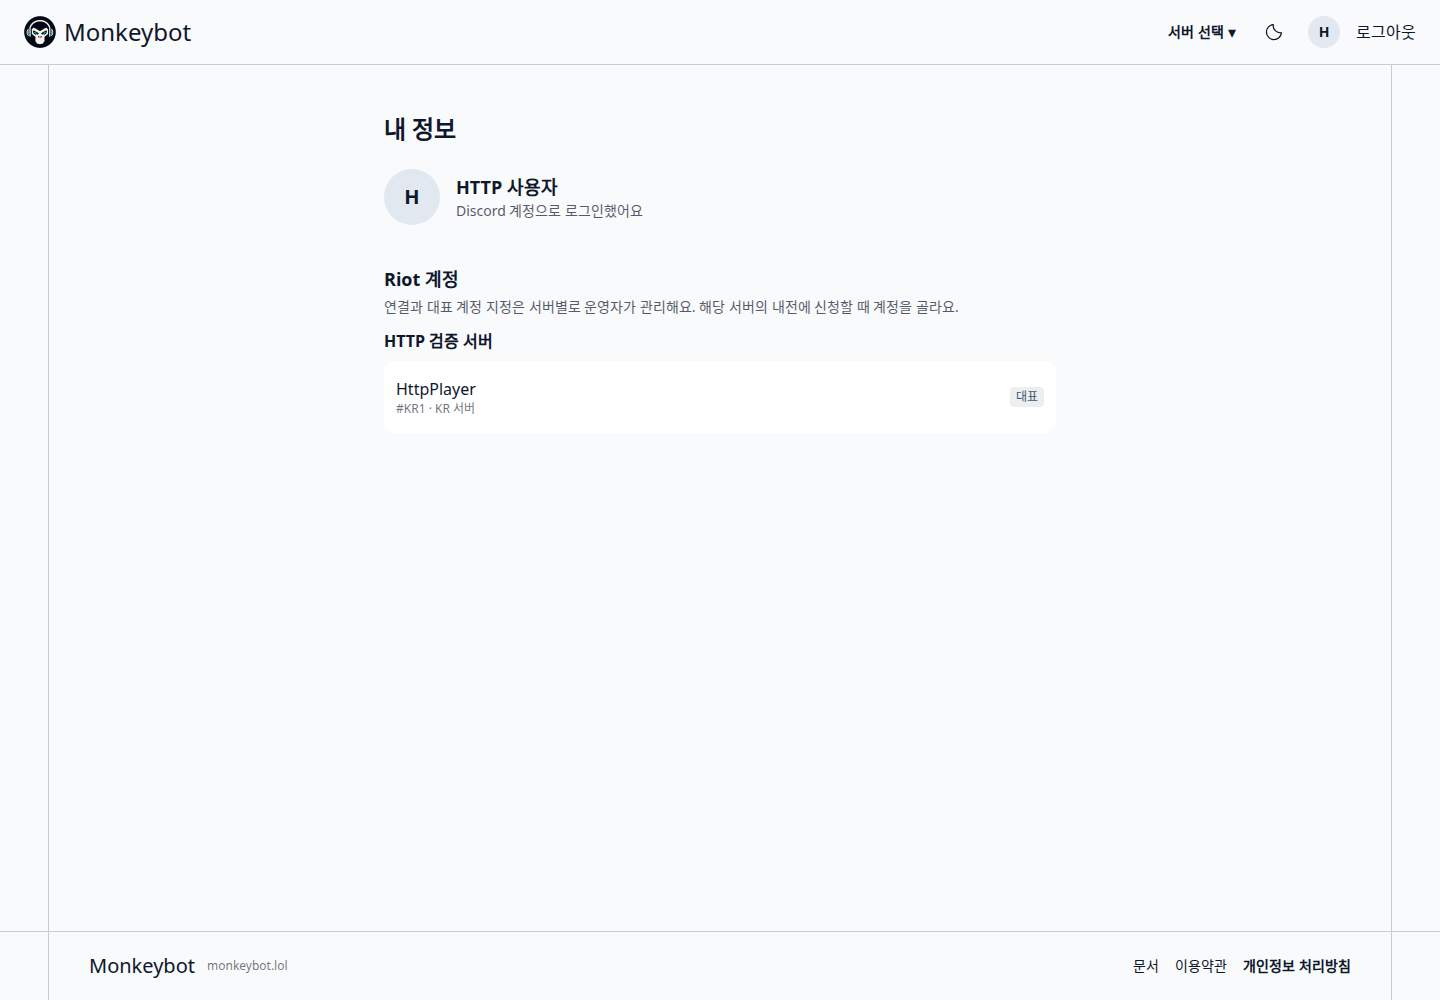 Monkeybot
서버 선택 ▾
H
로그아웃
내 정보
H
HTTP 사용자
Discord 계정으로 로그인했어요
Riot 계정
연결과 대표 계정 지정은 서버별로 운영자가 관리해요. 해당 서버의 내전에 신청할 때 계정을 골라요.
HTTP 검증 서버
HttpPlayer
#KR1 · KR 서버
대표
Monkeybot monkeybot.lol
문서 이용약관 개인정보 처리방침